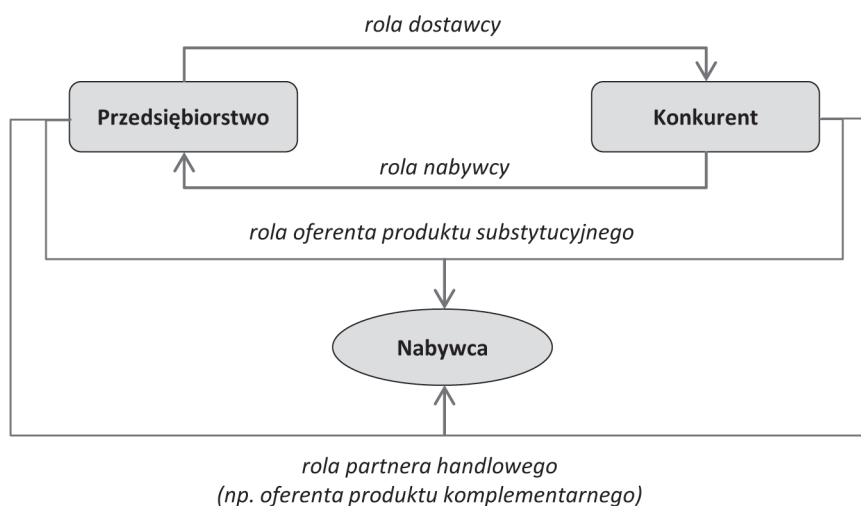 rola dostawcy
Przedsiębiorstwo
Konkurent
rola nabywcy
rola oferenta produktu substytucyjnego
Nabywca
rola partnera handlowego
(np. oferenta produktu komplementarnego)